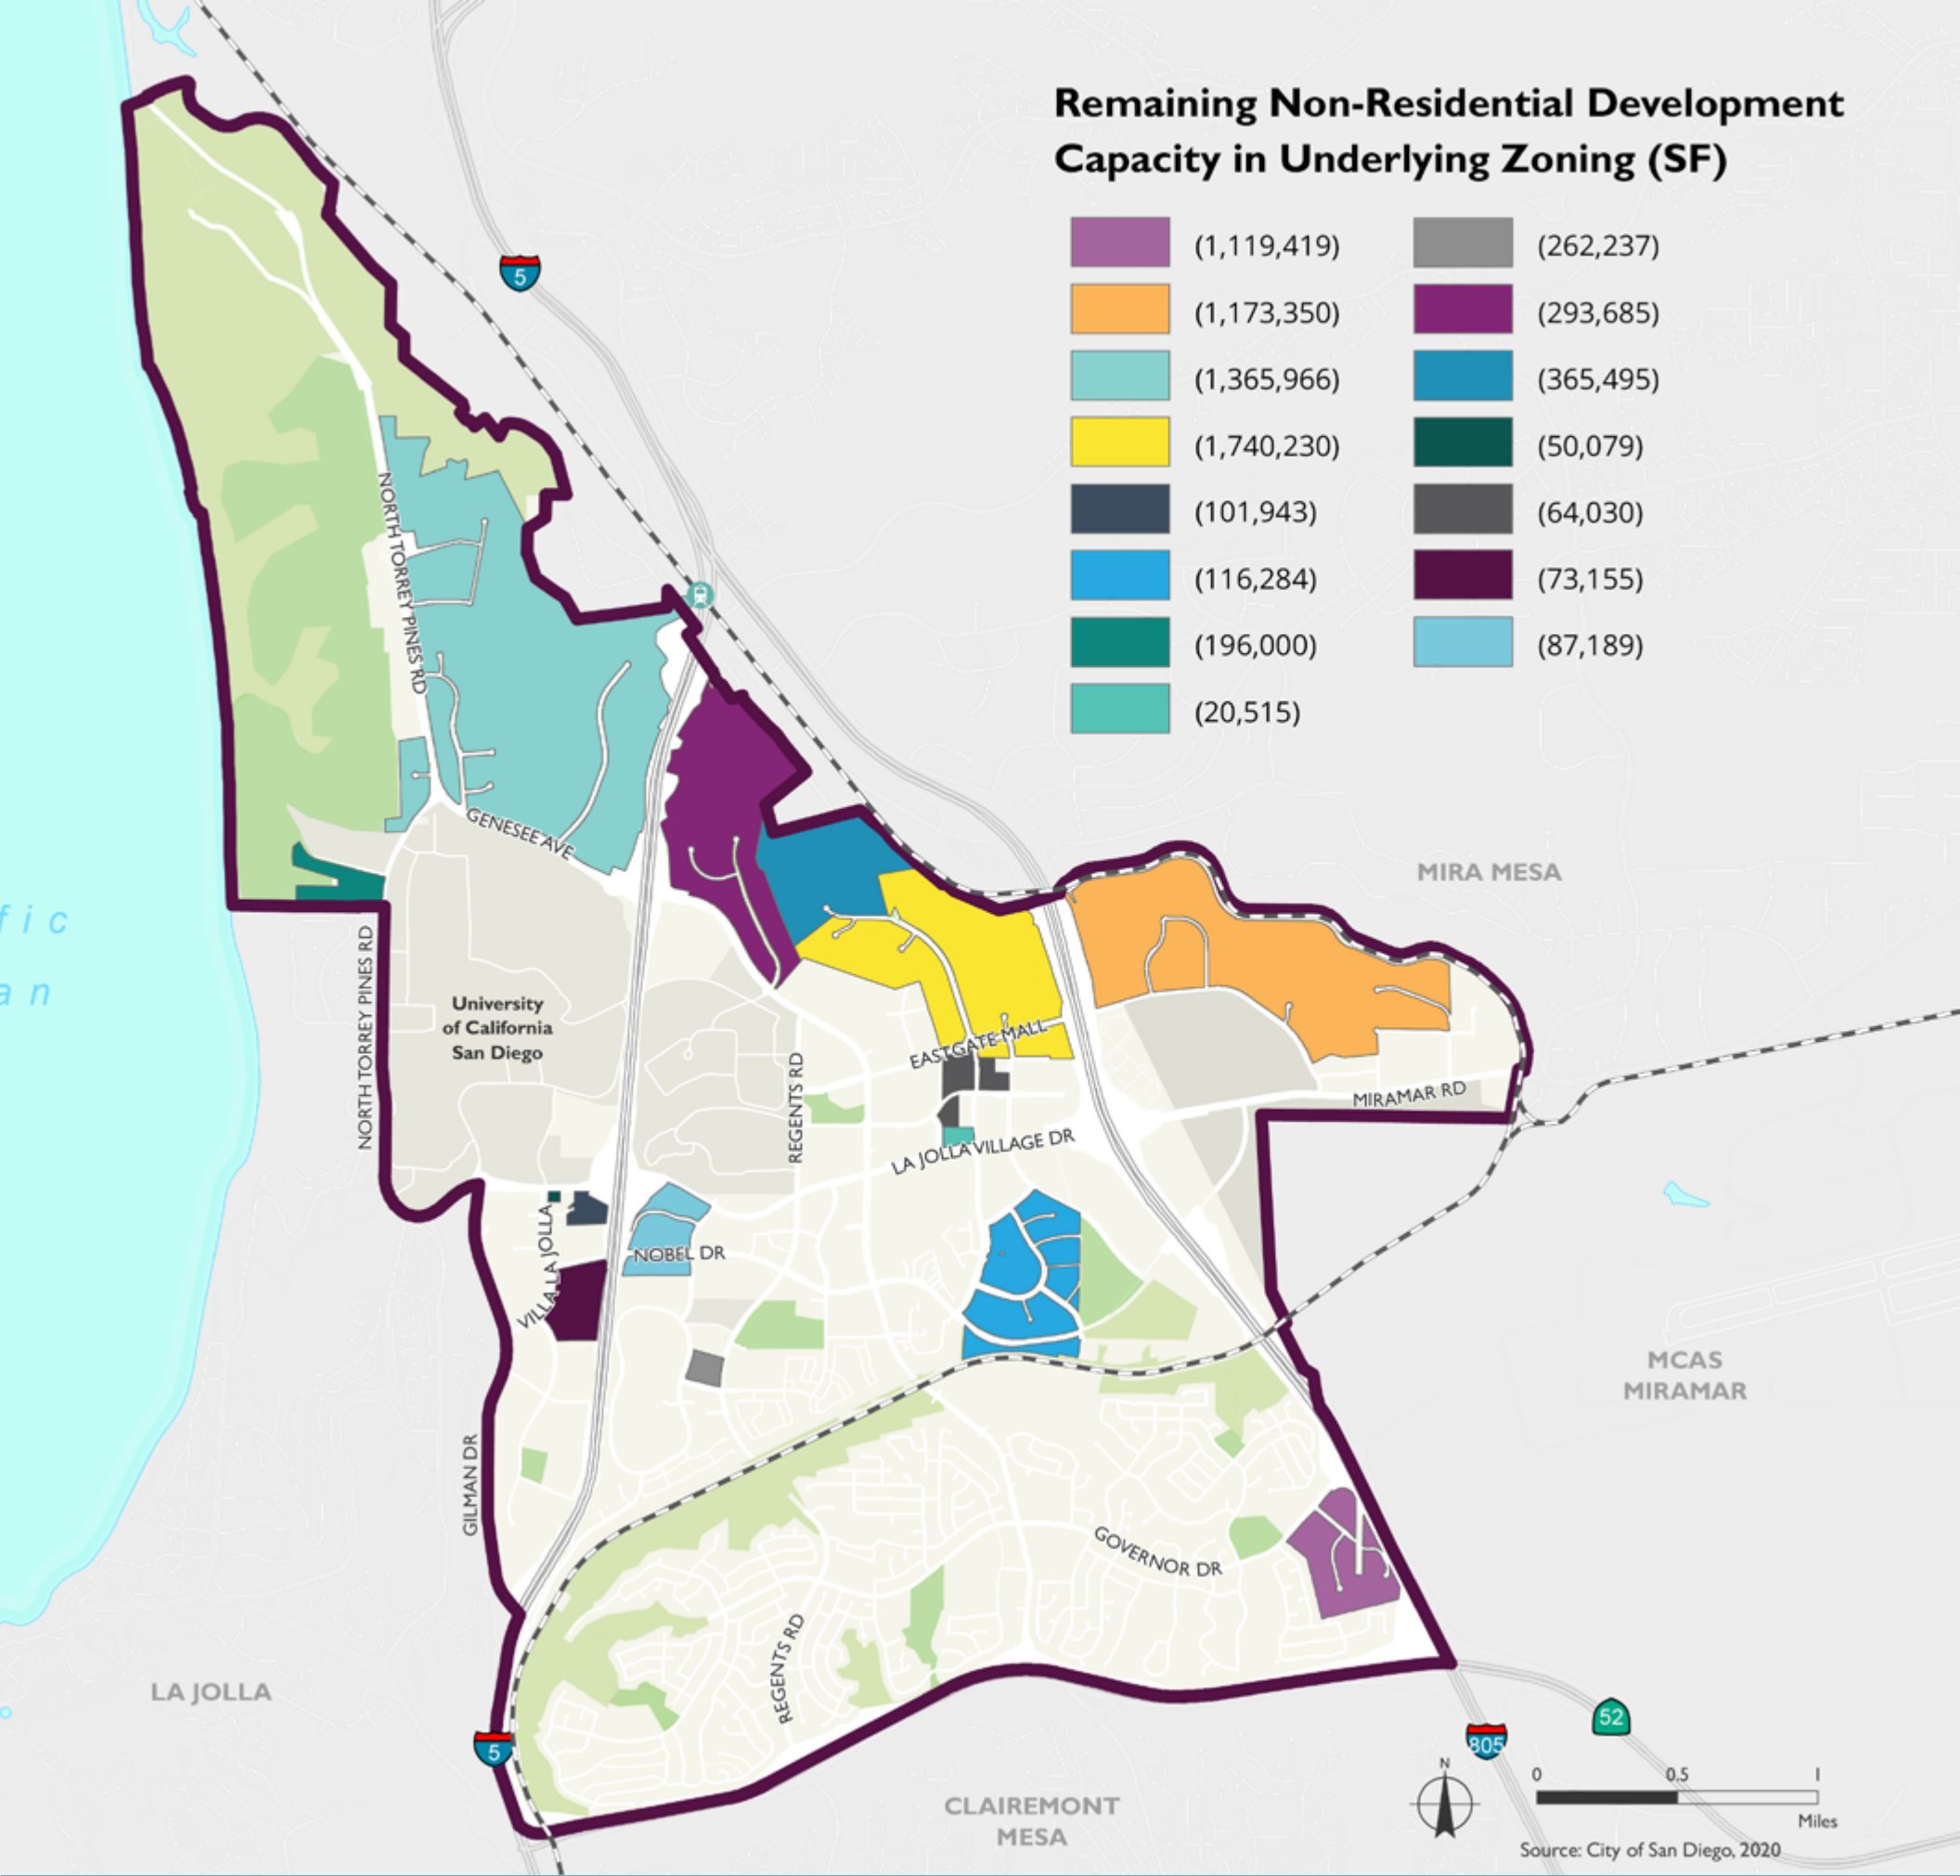 Remaining Non-Residential Development
Capacity in Underlying Zoning (SF)
(1,119,419)
(1,173,350)
(1,365,966)
(1,740,230)
(101,943)
(116,284)
(196,000)
(20,515)
(262,237)
(293,685)
(365,495)
(50,079)
(64,030)
(73,155)
(87,189)
5
NORTH TORREY PINES RD
GENESEE AVE
MIRA MESA
fic
an
NORTH TORREY PINES RD
University
of California
San Diego
REGENTS RD
EASTGATE MALL
MIRAMAR RD
LA JOLLA VILLAGE DR
VILLA LA JOLLA
NOBEL DR
MCAS
MIRAMAR
GILMAN DR
GOVERNOR DR
REGENTS RD
LA JOLLA
5
52
805
CLAIREMONT
MESA
N
0 0.5 1
Miles
Source: City of San Diego, 2020